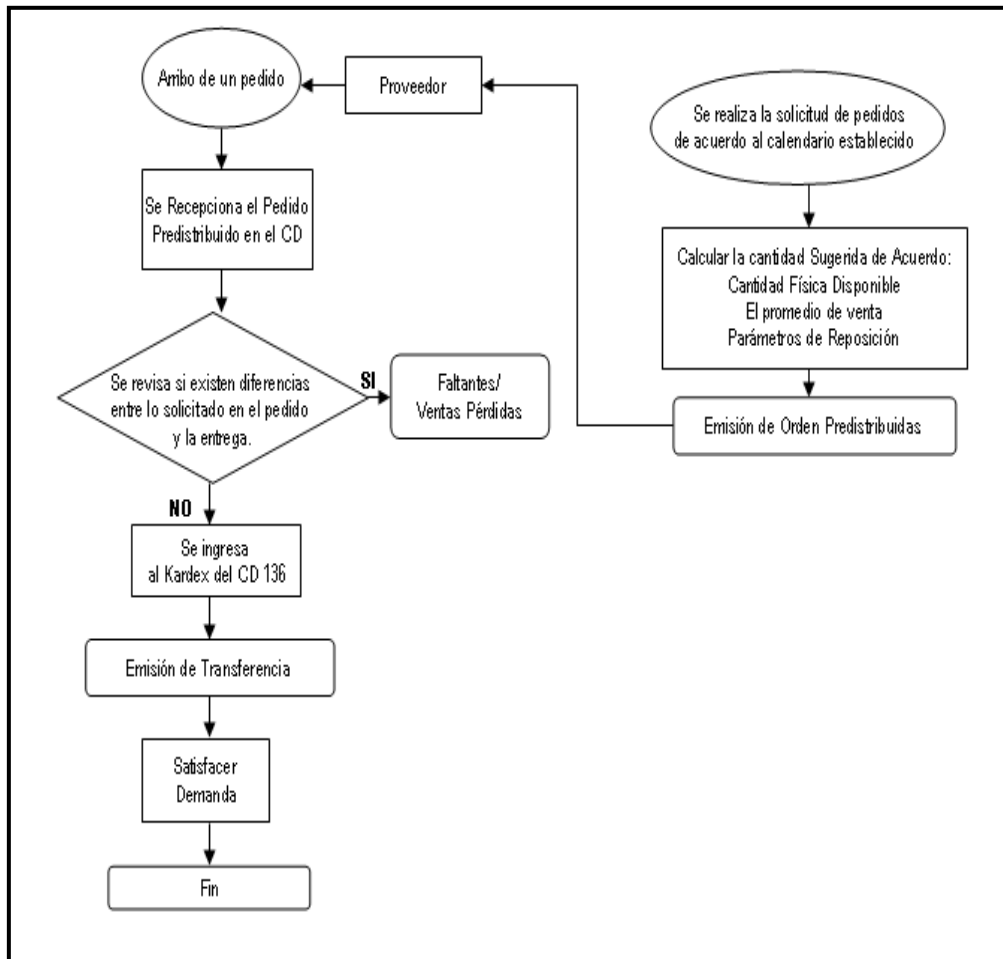 Arribo de un pedido
Proveedor
Se realiza la solicitud de pedidos
de acuerdo al calendario establecido
Se Recepciona el Pedido
Predistribuido en el CD
Calcular la cantidad Sugerida de Acuerdo:
Cantidad Física Disponible
El promedio de venta
Parámetros de Reposición
Se revisa si existen diferencias
entre lo solicitado en el pedido
y la entrega.
SI
Faltantes/
Ventas Pérdidas
Emisión de Orden Predistribuidas
NO
Se ingresa
al Kardex del CD 136
Emisión de Transferencia
Satisfacer
Demanda
Fin